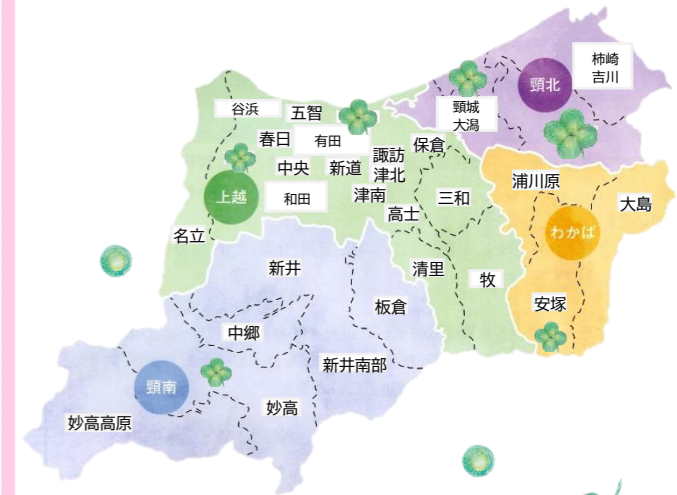 柿崎
吉川
頸北
頸城
大潟
谷浜
五智
春日
有田
保倉
諏訪
津北
中央
新道
浦川原
上越
和田
津南
三和
大島
高士
わかば
名立
新井
清里
牧
板倉
安塚
中郷
新井南部
頸南
妙高
妙高高原